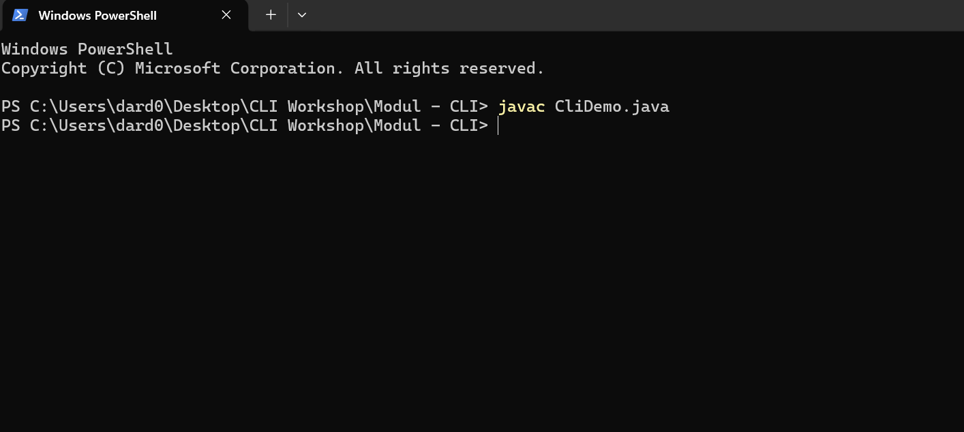 Windows PowerShell
Windows PowerShell
Copyright (C) Microsoft Corporation. All rights reserved.
PS C:\Users\dard0\Desktop\CLI Workshop\Modul - CLI> javac CliDemo.java
PS C:\Users\dard0\Desktop\CLI Workshop\Modul - CLI>